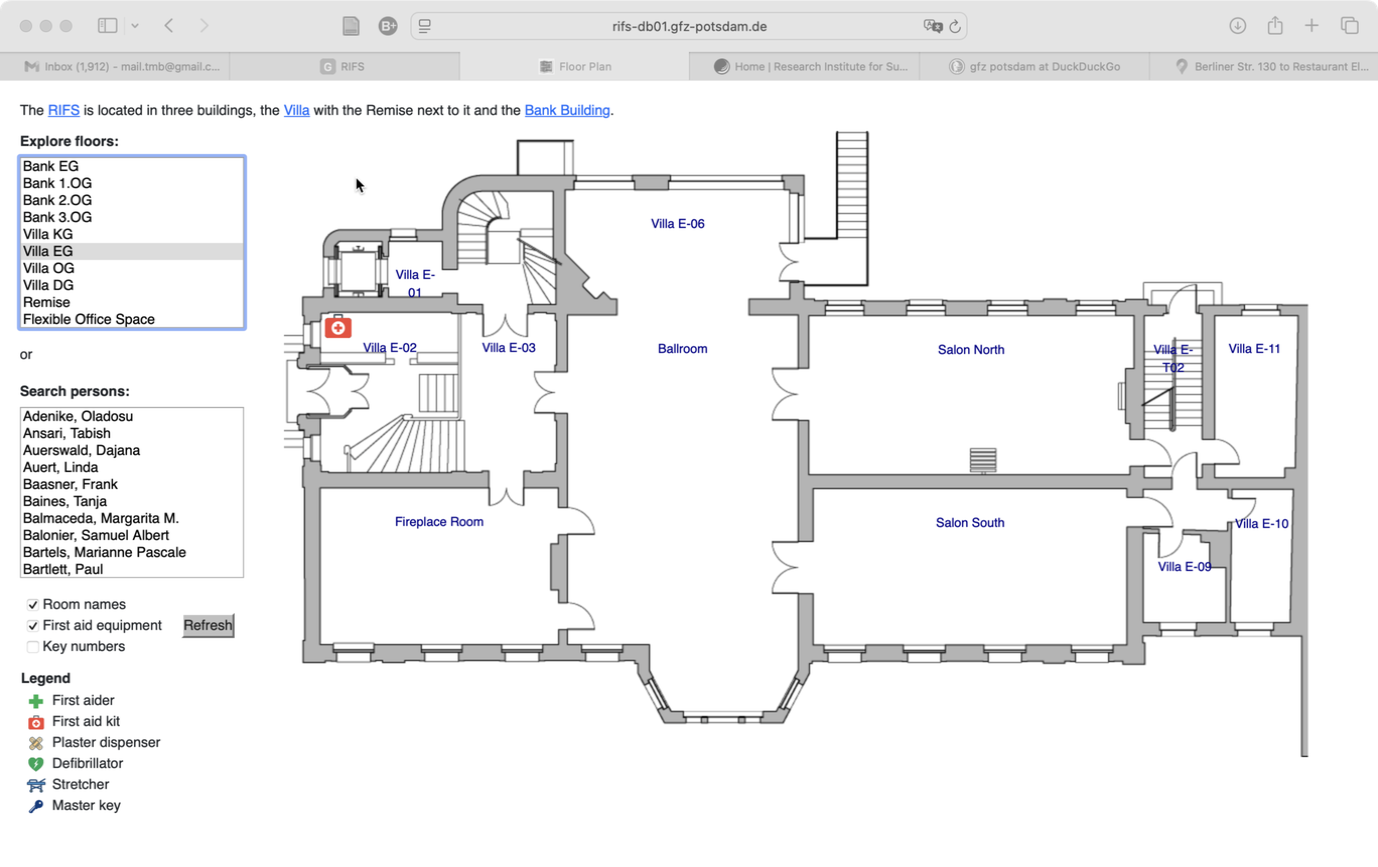 rifs-db01.gfz-potsdam.de
Inbox (1,912) - mail.tmb@gmail.c...
RIFS
Floor Plan
Home | Research Institute for Su...
gfz potsdam at DuckDuckGo
Berliner Str. 130 to Restaurant El...
The RIFS is located in three buildings, the Villa with the Remise next to it and the Bank Building.
Explore floors:
Bank EG
Bank 1.OG
Bank 2.OG
Bank 3.OG
Villa KG
Villa EG
Villa OG
Villa DG
Remise
Flexible Office Space
or
Search persons:
Adenike, Oladosu
Ansari, Tabish
Auerswald, Dajana
Auert, Linda
Baasner, Frank
Baines, Tanja
Balmaceda, Margarita M.
Balonier, Samuel Albert
Bartels, Marianne Pascale
Bartlett, Paul
Room names
First aid equipment
Refresh
Key numbers
Legend
First aider
First aid kit
Plaster dispenser
Defibrillator
Stretcher
Master key
Villa E-06
Villa E-
01
Villa E-02
Villa E-03
Ballroom
Salon North
Villa E-
T02
Villa E-11
Fireplace Room
Salon South
Villa E-10
Villa E-09